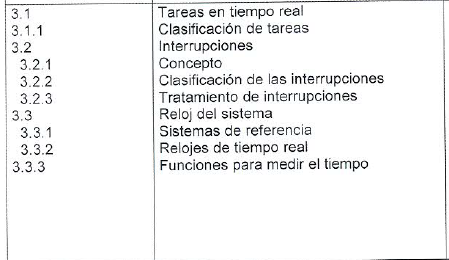 3.1 Tareas en tiempo real
3.1.1 Clasificación de tareas
3.2 Interrupciones
3.2.1 Concepto
3.2.2 Clasificación de las interrupciones
3.2.3 Tratamiento de interrupciones
3.3 Reloj del sistema
3.3.1 Sistemas de referencia
3.3.2 Relojes de tiempo real
3.3.3 Funciones para medir el tiempo